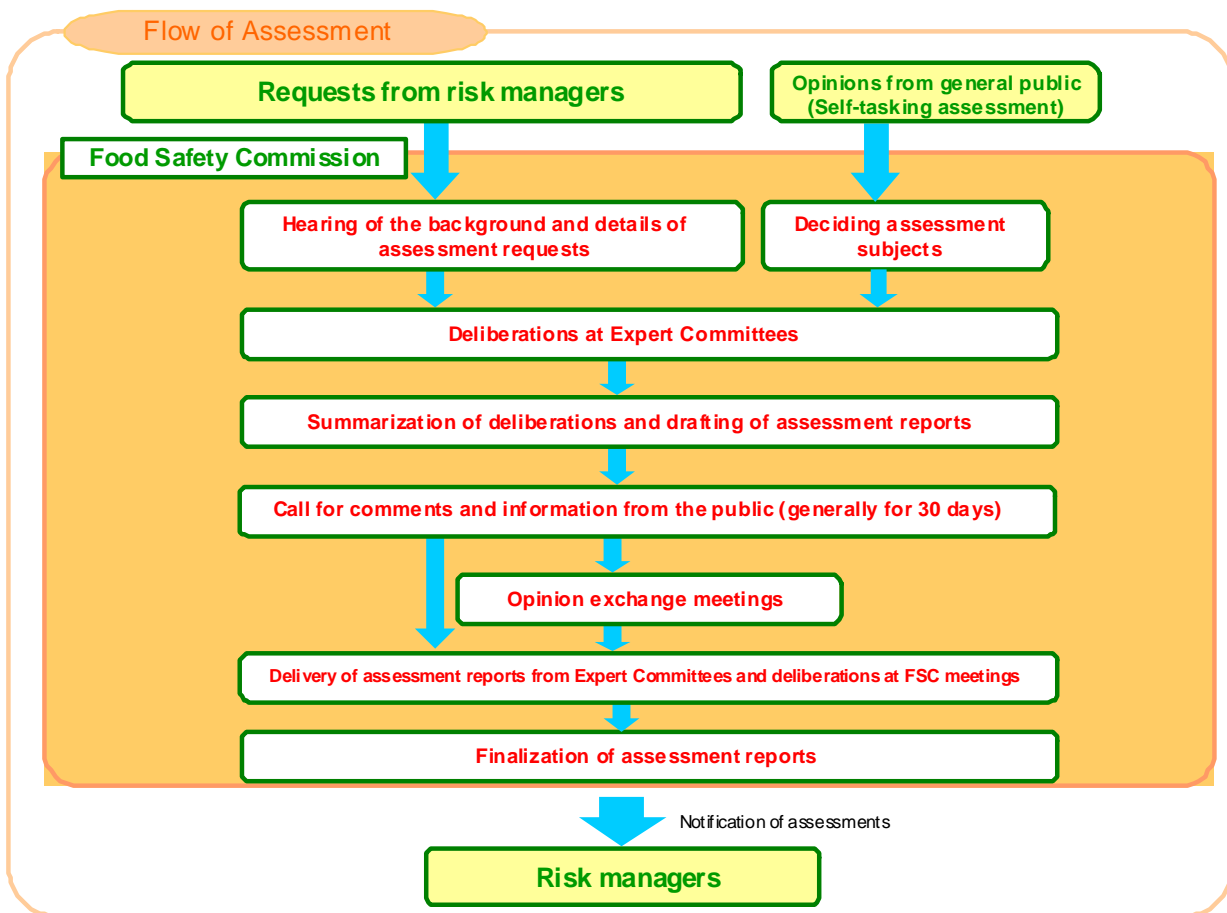 Flow of Assessment
Requests from risk managers
Opinions from general public
(Self-tasking assessment)
Food Safety Commission
Hearing of the background and details of
assessment requests
Deciding assessment
subjects
Deliberations at Expert Committees
Summarization of deliberations and drafting of assessment reports
Call for comments and information from the public (generally for 30 days)
Opinion exchange meetings
Delivery of assessment reports from Expert Committees and deliberations at FSC meetings
Finalization of assessment reports
Notification of assessments
Risk managers